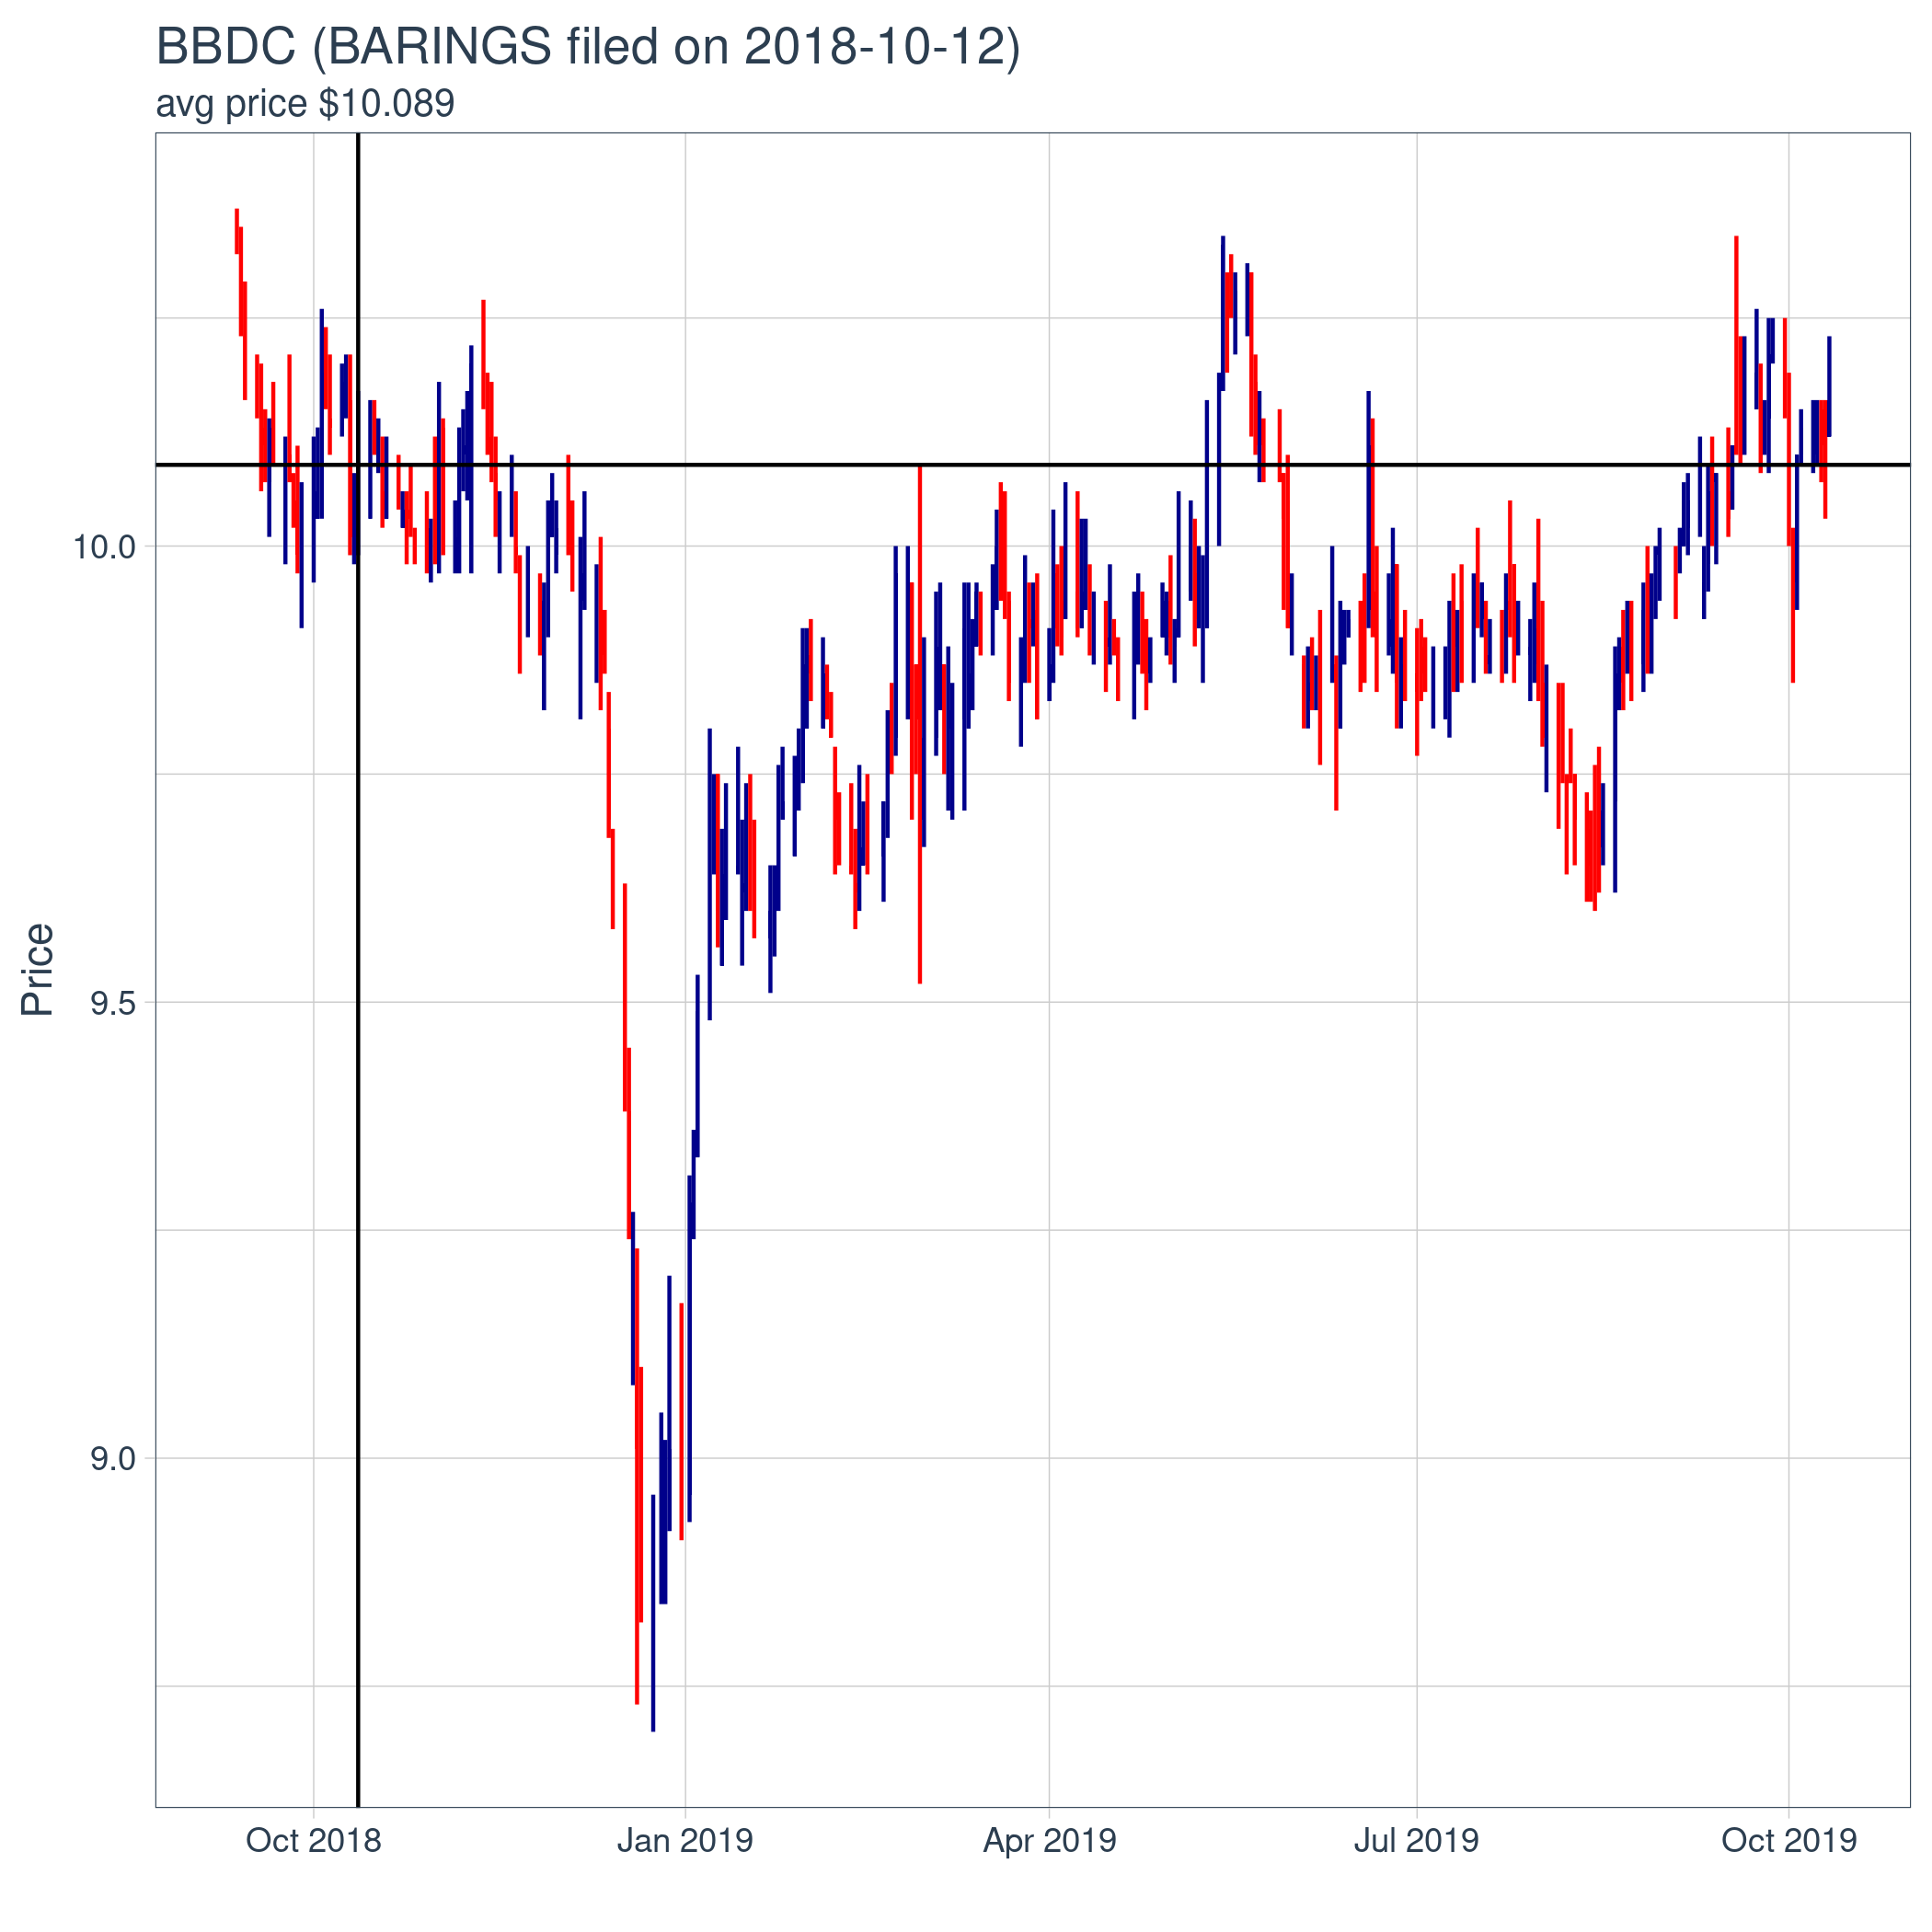 BBDC (BARINGS filed on 2018-10-12)
avg price $10.089
Price
10.0
9.5
9.0
Oct 2018
Jan 2019
Apr 2019
Jul 2019
Oct 2019